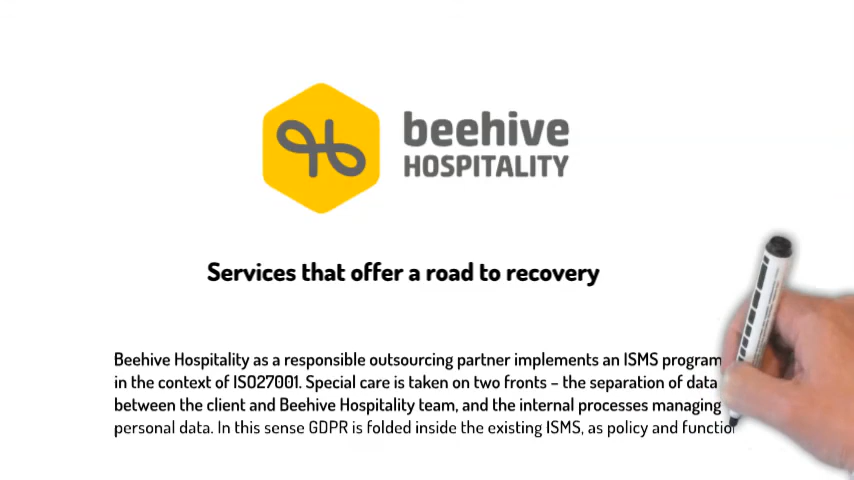 beehive
HOSPITALITY
Services that offer a road to recovery
Beehive Hospitality as a responsible outsourcing partner implements an ISMS program
in the context of ISO27001. Special care is taken on two fronts – the separation of data
between the client and Beehive Hospitality team, and the internal processes managing
personal data. In this sense GDPR is folded inside the existing ISMS, as policy and